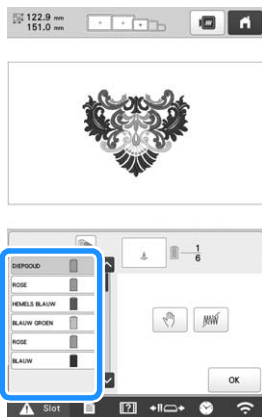 122.9 mm
151.0 mm
DIEPGOUD
ROSE
HEMELS BLAUW
BLAUW GROEN
ROSE
BLAUW
1
6
OK
Slot
?